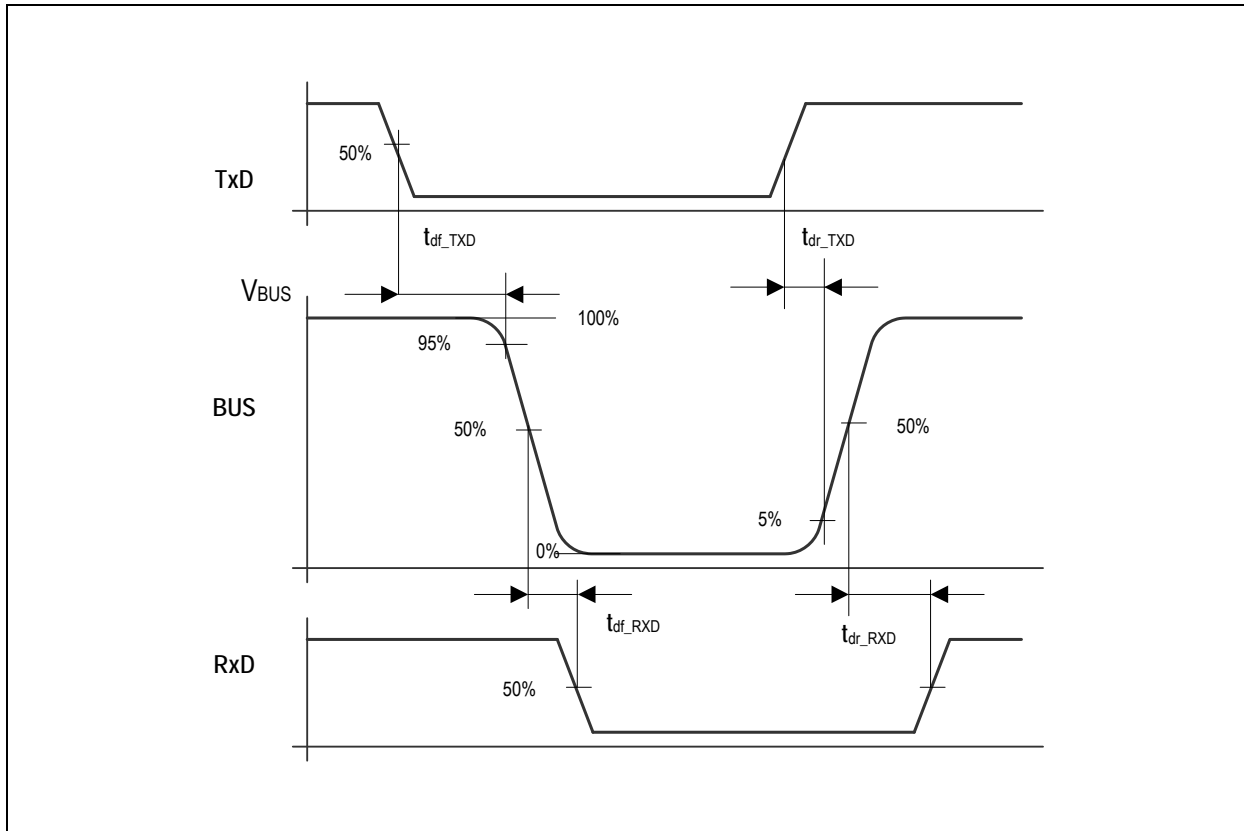 50%
TxD
tdf_TXD
tdr_TXD
VBUS
100%
95%
BUS
50%
50%
5%
0%
tdf_RXD
tdr_RXD
RxD
50%